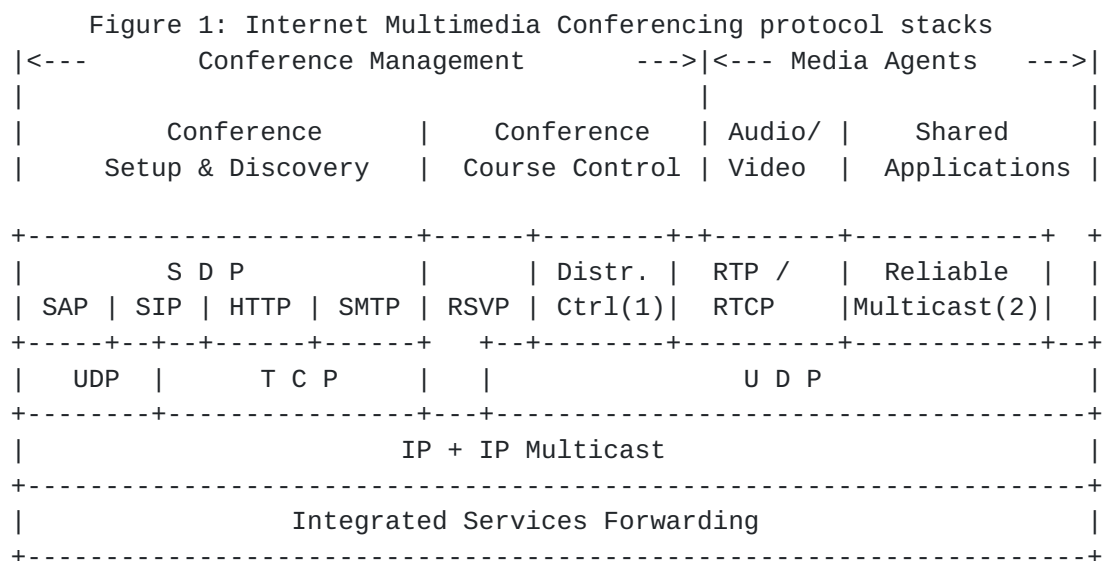 Figure 1: Internet Multimedia Conferencing protocol stacks
|<---       Conference Management       --->|<--- Media Agents   --->|
|                                           |                        |
|         Conference      |    Conference   | Audio/ |    Shared     |
|     Setup & Discovery   |  Course Control | Video  |  Applications |
+-------------------------+------+--------+-+--------+------------+  +
|         S D P           |      | Distr. |  RTP /   |  Reliable  |  |
| SAP | SIP | HTTP | SMTP | RSVP | Ctrl(1)|  RTCP    |Multicast(2)|  |
+-----+--+--+------+------+   +--+--------+----------+------------+--+
|   UDP  |      T C P     |   |                U D P                 |
+--------+----------------+---+--------------------------------------+
|                        IP + IP Multicast                           |
+--------------------------------------------------------------------+
|                 Integrated Services Forwarding                     |
+--------------------------------------------------------------------+